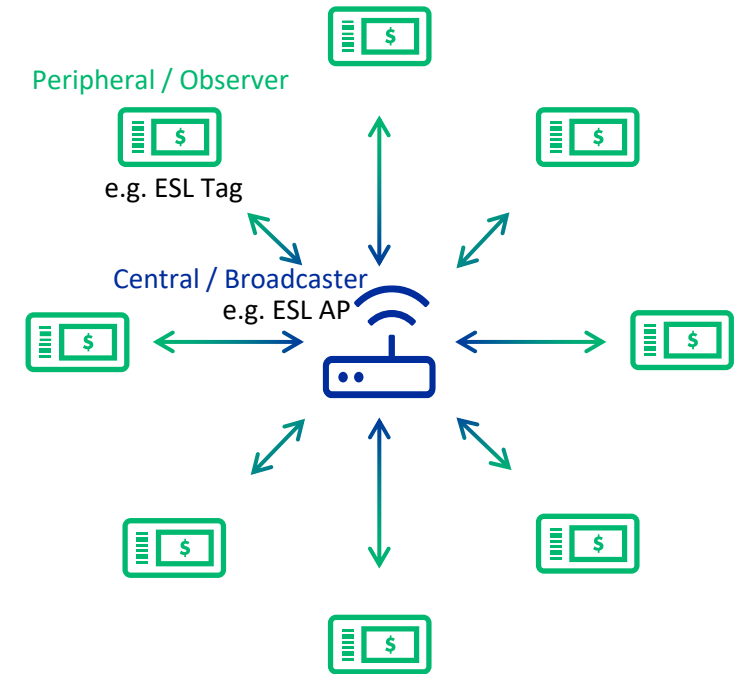 $
Peripheral / Observer
$
$
e.g. ESL Tag
Central / Broadcaster
e.g. ESL AP
$
$
$
$
$